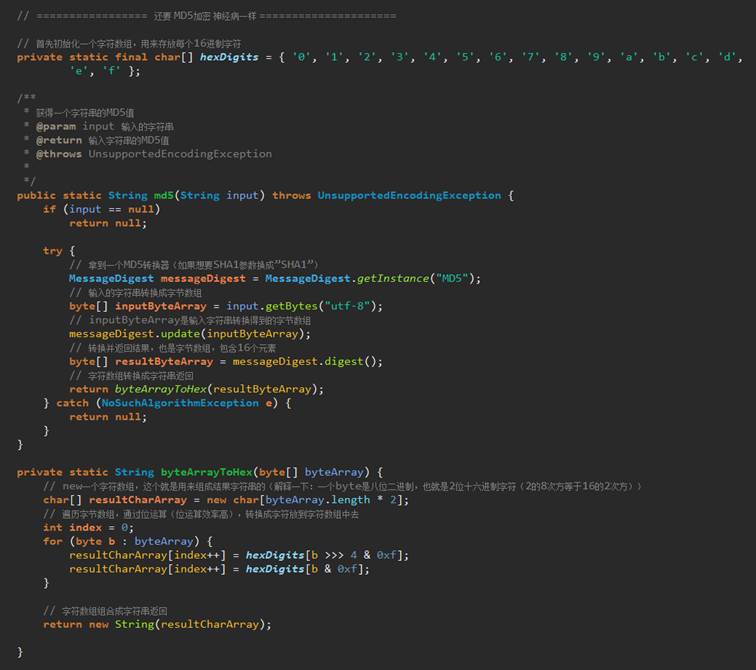 // ================= 还要 MD5加密 神经病一样 =====================
// 首先初始化一个字符数组，用来存放每个16进制字符
private static final char[] hexDigits = { '0', '1', '2', '3', '4', '5', '6', '7', '8', '9', 'a', 'b', 'c', 'd',
'e', 'f' };
/**
* 获得一个字符串的MD5值
* @param input 输入的字符串
* @return 输入字符串的MD5值
* @throws UnsupportedEncodingException
*
*/
public static String md5(String input) throws UnsupportedEncodingException {
if (input == null)
return null;
try {
// 拿到一个MD5转换器（如果想要SHA1参数换成”SHA1”）
MessageDigest messageDigest = MessageDigest.getInstance("MD5");
// 输入的字符串转换成字节数组
byte[] inputByteArray = input.getBytes("utf-8");
// inputByteArray是输入字符串转换得到的字节数组
messageDigest.update(inputByteArray);
// 转换并返回结果，也是字节数组，包含16个元素
byte[] resultByteArray = messageDigest.digest();
// 字符数组转换成字符串返回
return byteArrayToHex(resultByteArray);
} catch (NoSuchAlgorithmException e) {
return null;
}
}
private static String byteArrayToHex(byte[] byteArray) {
// new一个字符数组，这个就是用来组成结果字符串的（解释一下：一个byte是八位二进制，也就是2位十六进制字符（2的8次方等于16的2次方））
char[] resultCharArray = new char[byteArray.length * 2];
// 遍历字节数组，通过位运算（位运算效率高），转换成字符放到字符数组中去
int index = 0;
for (byte b : byteArray) {
resultCharArray[index++] = hexDigits[b >>> 4 & 0xf];
resultCharArray[index++] = hexDigits[b & 0xf];
}
// 字符数组组合成字符串返回
return new String(resultCharArray);
}